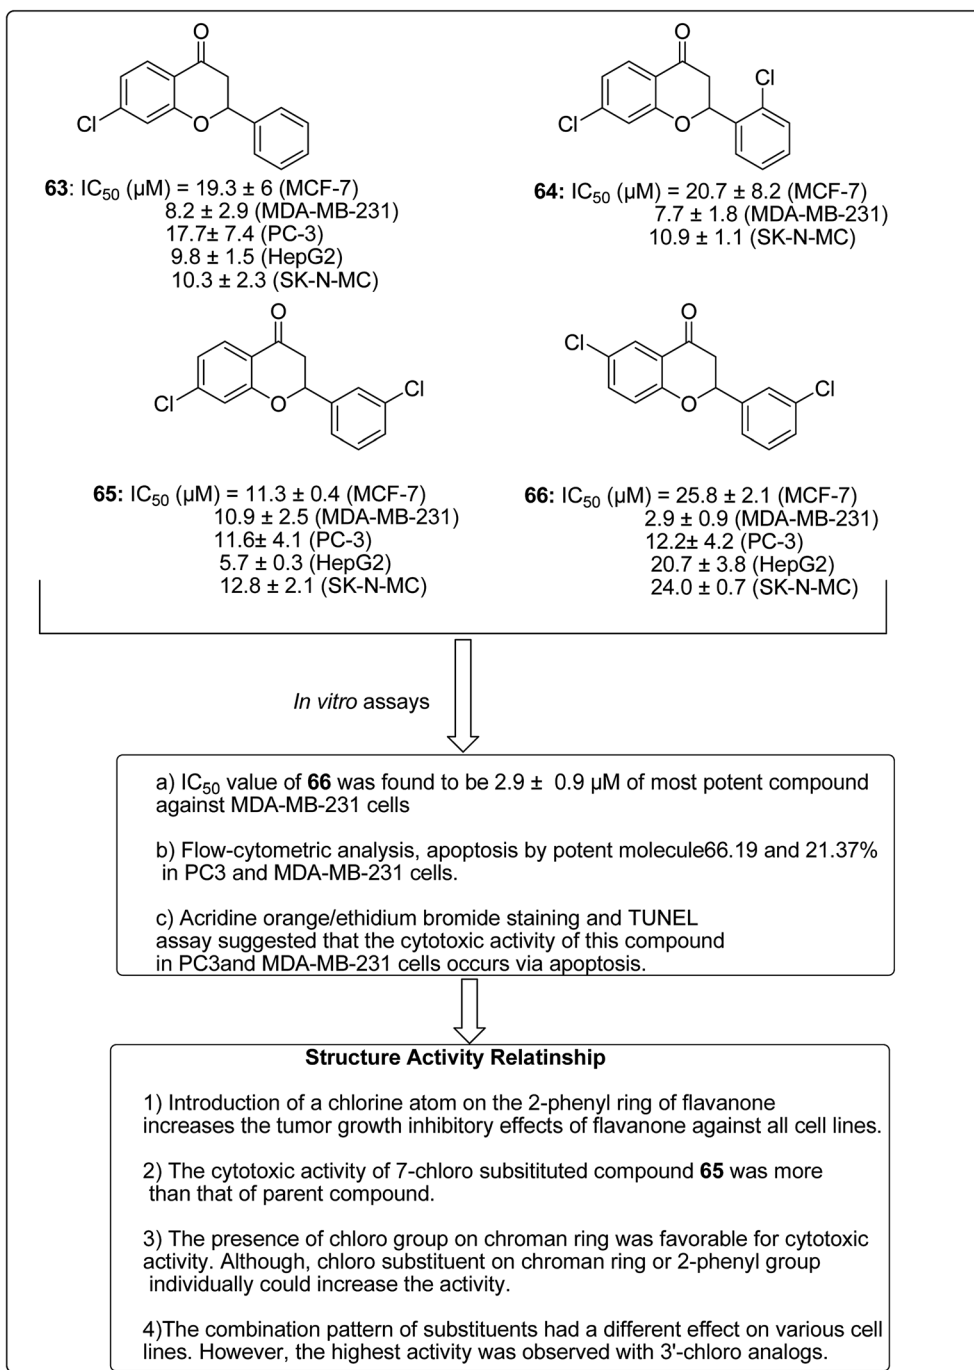 O
O
Cl
Cl
O
Cl
O
63: IC50 (µM) = 19.3 ± 6 (MCF-7)
8.2 ± 2.9 (MDA-MB-231)
17.7± 7.4 (PC-3)
9.8 ± 1.5 (HepG2)
10.3 ± 2.3 (SK-N-MC)
64: IC50 (µM) = 20.7 ± 8.2 (MCF-7)
7.7 ± 1.8 (MDA-MB-231)
10.9 ± 1.1 (SK-N-MC)
O
Cl
Cl
O
O
Cl
Cl
O
65: IC50 (µM) = 11.3 ± 0.4 (MCF-7)
10.9 ± 2.5 (MDA-MB-231)
11.6± 4.1 (PC-3)
5.7 ± 0.3 (HepG2)
12.8 ± 2.1 (SK-N-MC)
66: IC50 (µM) = 25.8 ± 2.1 (MCF-7)
2.9 ± 0.9 (MDA-MB-231)
12.2± 4.2 (PC-3)
20.7 ± 3.8 (HepG2)
24.0 ± 0.7 (SK-N-MC)
In vitro assays
a) IC50 value of 66 was found to be 2.9 ± 0.9 µM of most potent compound
against MDA-MB-231 cells
b) Flow-cytometric analysis, apoptosis by potent molecule66.19 and 21.37%
in PC3 and MDA-MB-231 cells.
c) Acridine orange/ethidium bromide staining and TUNEL
assay suggested that the cytotoxic activity of this compound
in PC3and MDA-MB-231 cells occurs via apoptosis.
Structure Activity Relatinship
1) Introduction of a chlorine atom on the 2-phenyl ring of flavanone
increases the tumor growth inhibitory effects of flavanone against all cell lines.
2) The cytotoxic activity of 7-chloro subsitituted compound 65 was more
than that of parent compound.
3) The presence of chloro group on chroman ring was favorable for cytotoxic
activity. Although, chloro substituent on chroman ring or 2-phenyl group
individually could increase the activity.
4)The combination pattern of substituents had a different effect on various cell
lines. However, the highest activity was observed with 3'-chloro analogs.